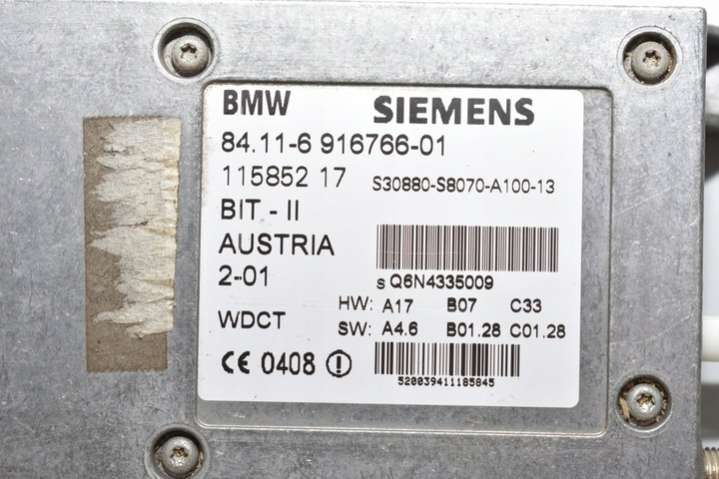 BMW SIEMENS
84.11-6 916766-01
115852 17 S30880-S8070-A100-13
BIT. - II
AUSTRIA
2-01 s Q6N4335009
HW: A17 B07 C33
WDCT SW: A4.6 B01.28 C01.28
CE 0408 !
520039411185845